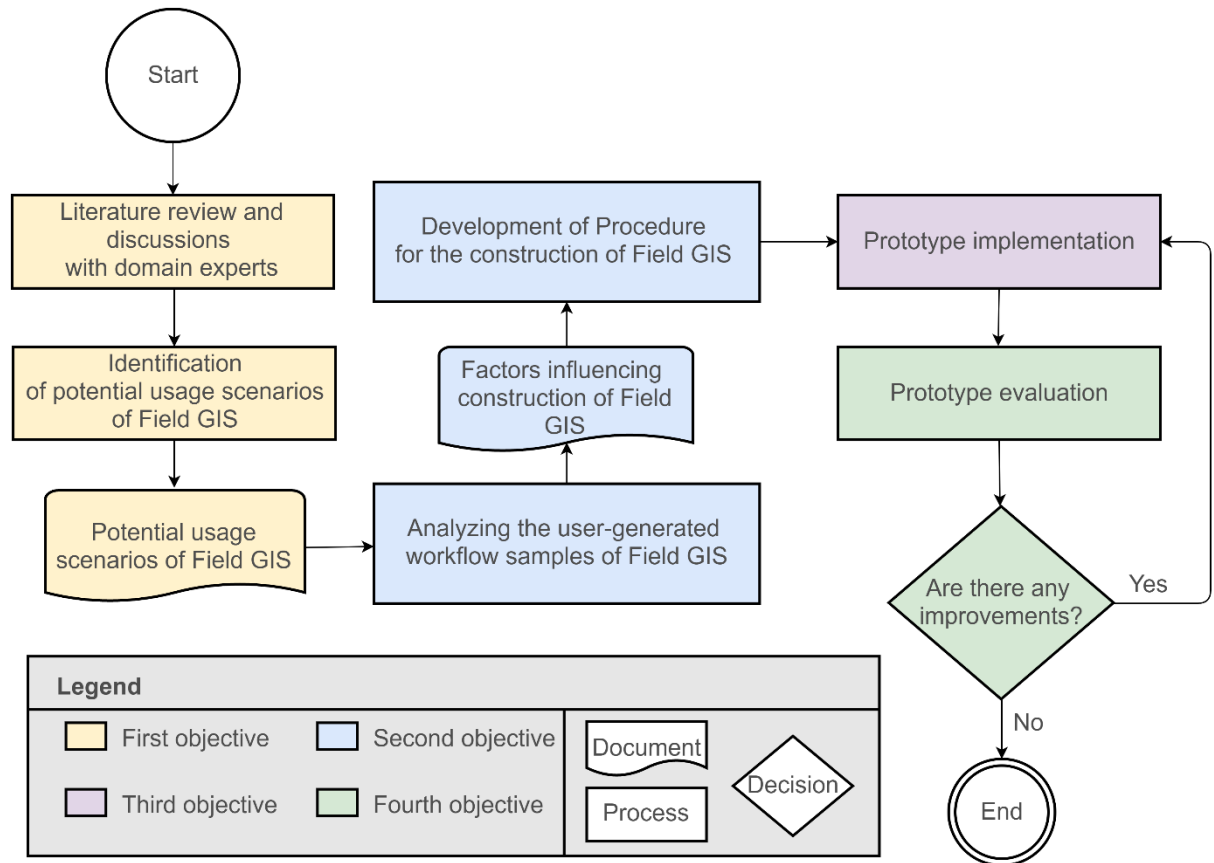 Start
Literature review and
discussions
with domain experts
Identification
of potential usage scenarios
of Field GIS
Potential usage
scenarios of Field GIS
Analyzing the user-generated
workflow samples of Field GIS
Factors influencing
construction of Field
GIS
Development of Procedure
for the construction of Field GIS
Prototype implementation
Prototype evaluation
Are there any
improvements?
Yes
No
End
Legend
First objective
Second objective
Third objective
Fourth objective
Document
Process
Decision